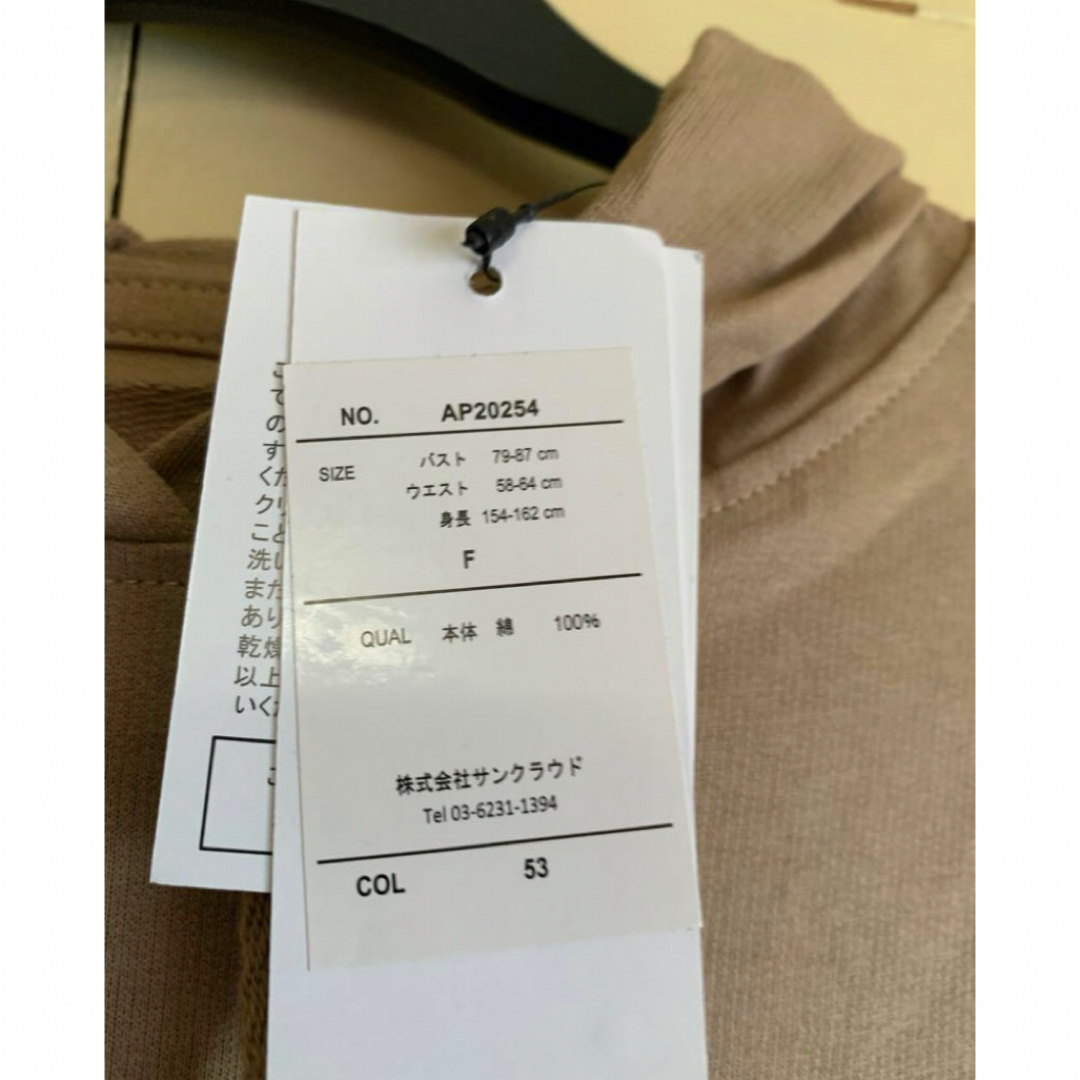 NO. AP20254
SIZE バスト 79-87 cm
ウエスト 58-64 cm
身長 154-162 cm
F
QUAL 本体 綿 100%
株式会社サンクラウド
Tel 03-6231-1394
COL 53
て
の
す
くた
クリ
こと
洗い
また
あり
乾燥
以上
いくた